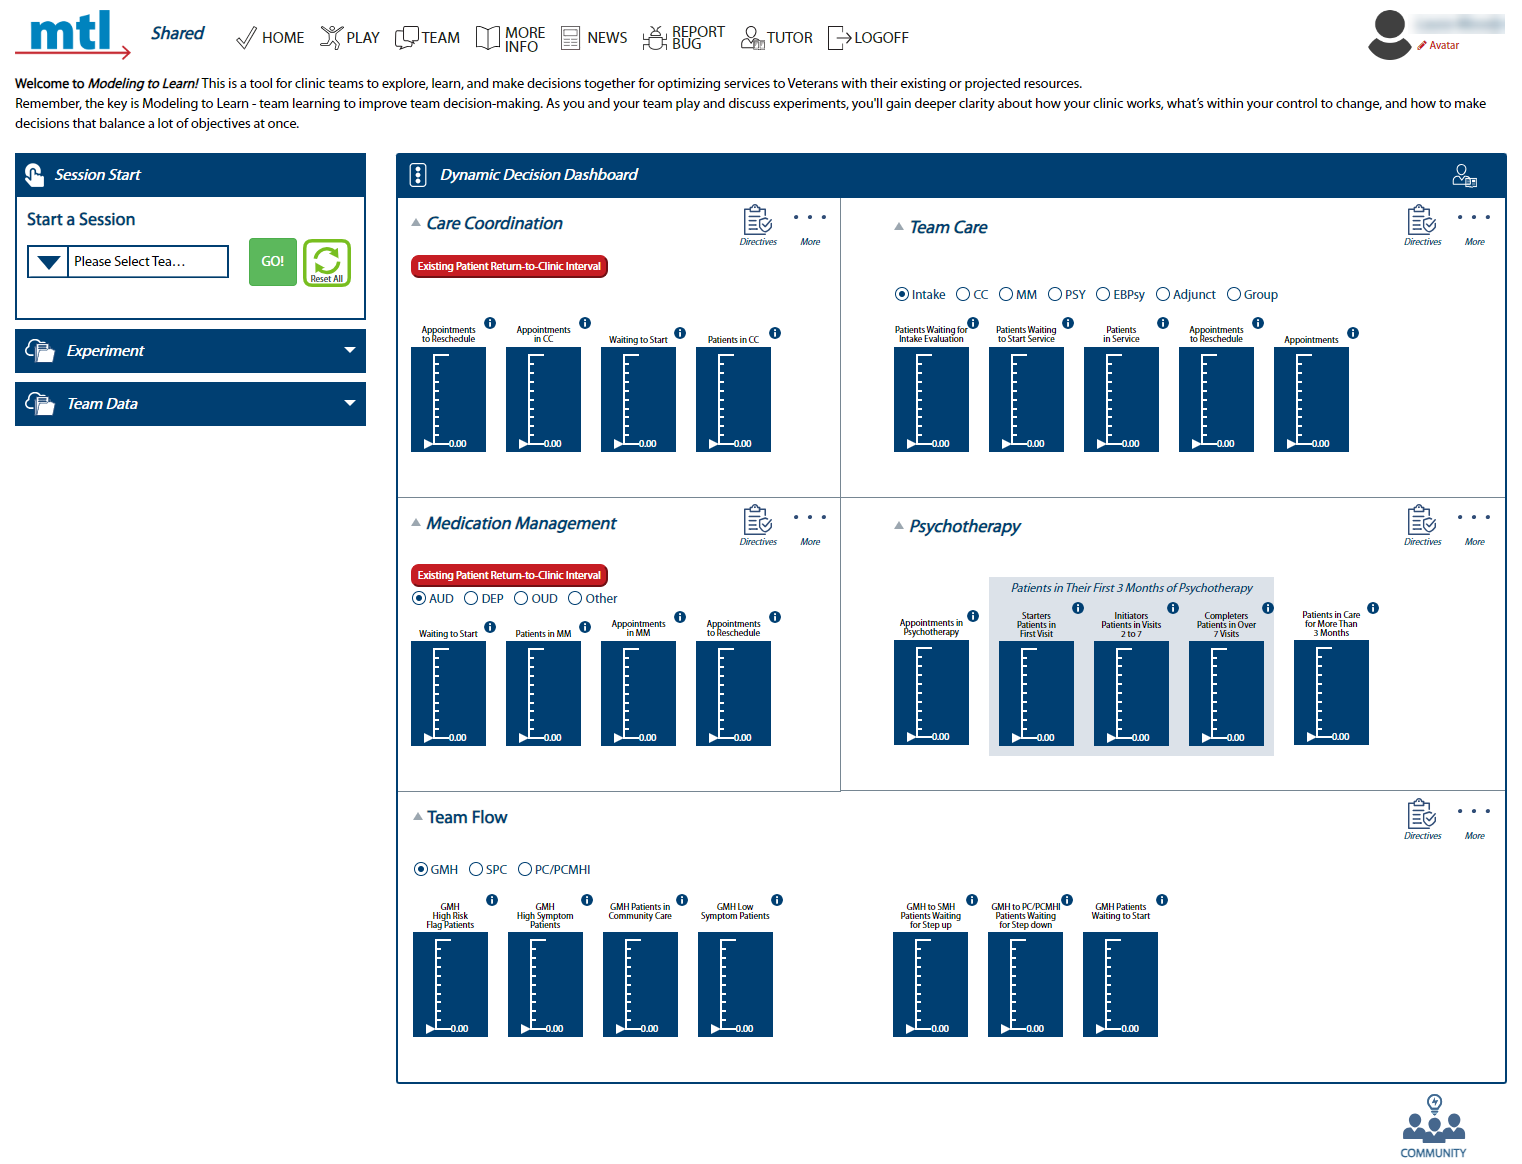 mtl
Shared
HOME
PLAY
TEAM
MORE
INFO
NEWS
REPORT
BUG
TUTOR
LOGOFF
Avatar
Welcome to Modeling to Learn! This is a tool for clinic teams to explore, learn, and make decisions together for optimizing services to Veterans with their existing or projected resources.
Remember, the key is Modeling to Learn - team learning to improve team decision-making. As you and your team play and discuss experiments, you'll gain deeper clarity about how your clinic works, what's within your control to change, and how to make
decisions that balance a lot of objectives at once.
Session Start
Start a Session
Please Select Tea...
GO!
Reset All
Experiment
Team Data
Dynamic Decision Dashboard
Care Coordination
Directives
More
Existing Patient Return-to-Clinic Interval
Appointments
to Reschedule
0.00
Appointments
in CC
0.00
Waiting to Start
0.00
Patients in CC
0.00
Team Care
Directives
More
Intake CC MM PSY EBPsy Adjunct Group
Patients Waiting for
Intake Evaluation
0.00
Patients Waiting
to Start Service
0.00
Patients
in Service
0.00
Appointments
to Reschedule
0.00
Appointments
0.00
Medication Management
Directives
More
Existing Patient Return-to-Clinic Interval
AUD DEP OUD Other
Waiting to Start
0.00
Patients in MM
0.00
Appointments
in MM
0.00
Appointments
to Reschedule
0.00
Psychotherapy
Directives
More
Patients in Their First 3 Months of Psychotherapy
Appointments in
Psychotherapy
0.00
Starters
Patients in
First Visit
0.00
Initiators
Patients in Visits
2 to 7
0.00
Completers
Patients in Over
7 Visits
0.00
Patients in Care
for More Than
3 Months
0.00
Team Flow
Directives
More
GMH SPC PC/PCMHI
GMH
High Risk
Flag Patients
0.00
GMH
High Symptom
Patients
0.00
GMH Patients in
Community Care
0.00
GMH Low
Symptom Patients
0.00
GMH to SMH
Patients Waiting
for Step up
0.00
GMH to PC/PCMHI
Patients Waiting
for Step down
0.00
GMH Patients
Waiting to Start
0.00
COMMUNITY